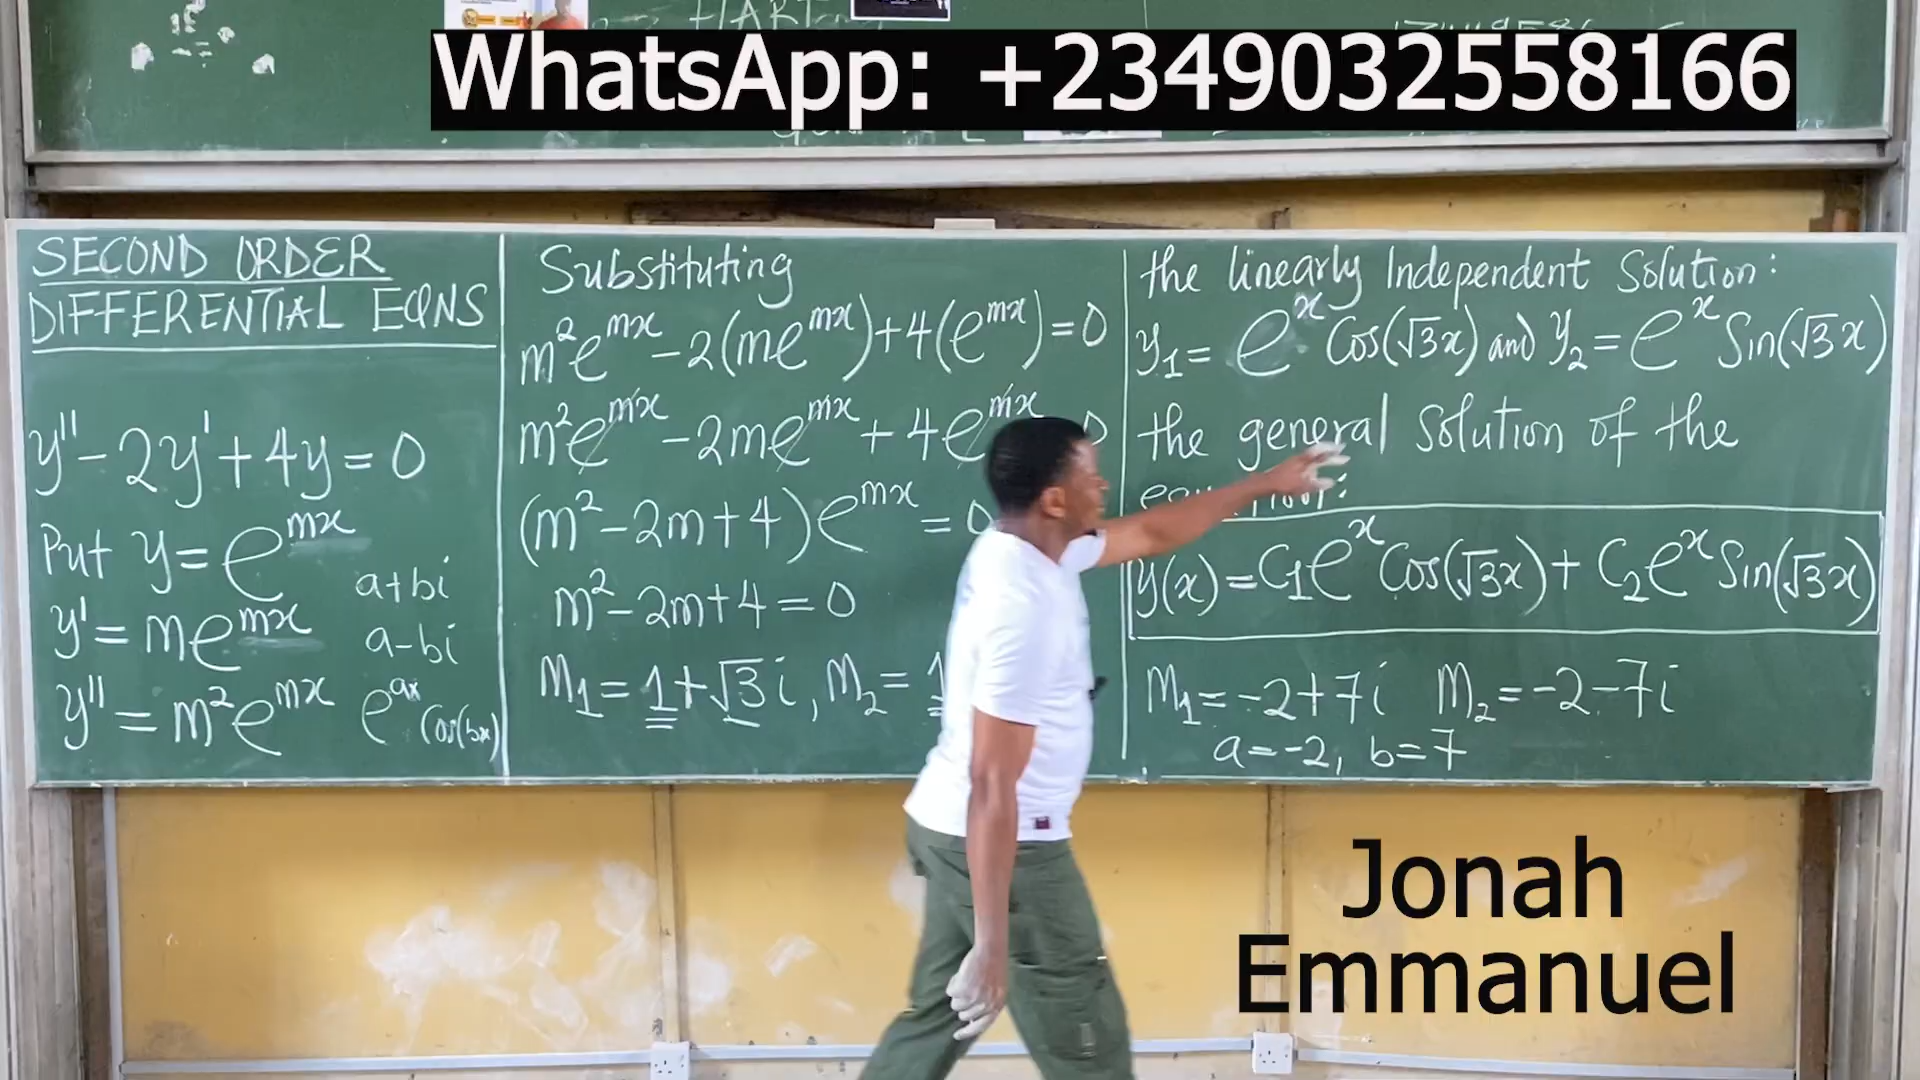 WhatsApp: +2349032558166
SECOND ORDER
DIFFERENTIAL EQNS
y'' - 2y' + 4y = 0
Put y = e^{mx}
y' = me^{mx}
y'' = m²e^{mx}
a+bi
a-bi
e^{ax} Cos(bx)
Substituting
m²e^{mx} - 2(me^{mx}) + 4(e^{mx}) = 0
m²e^{mx} - 2me^{mx} + 4e^{mx} 0
(m² - 2m + 4)e^{mx} = 0
m² - 2m + 4 = 0
m₁ = 1 + √3 i, m₂ = 1
the linearly Independent Solution:
y₁ = e^x Cos(√3x) and y₂ = e^x Sin(√3x)
the general solution of the
y(x) = C₁e^x Cos(√3x) + C₂e^x Sin(√3x)
m₁ = -2+7i m₂ = -2-7i
a = -2, b = 7
Jonah
Emmanuel